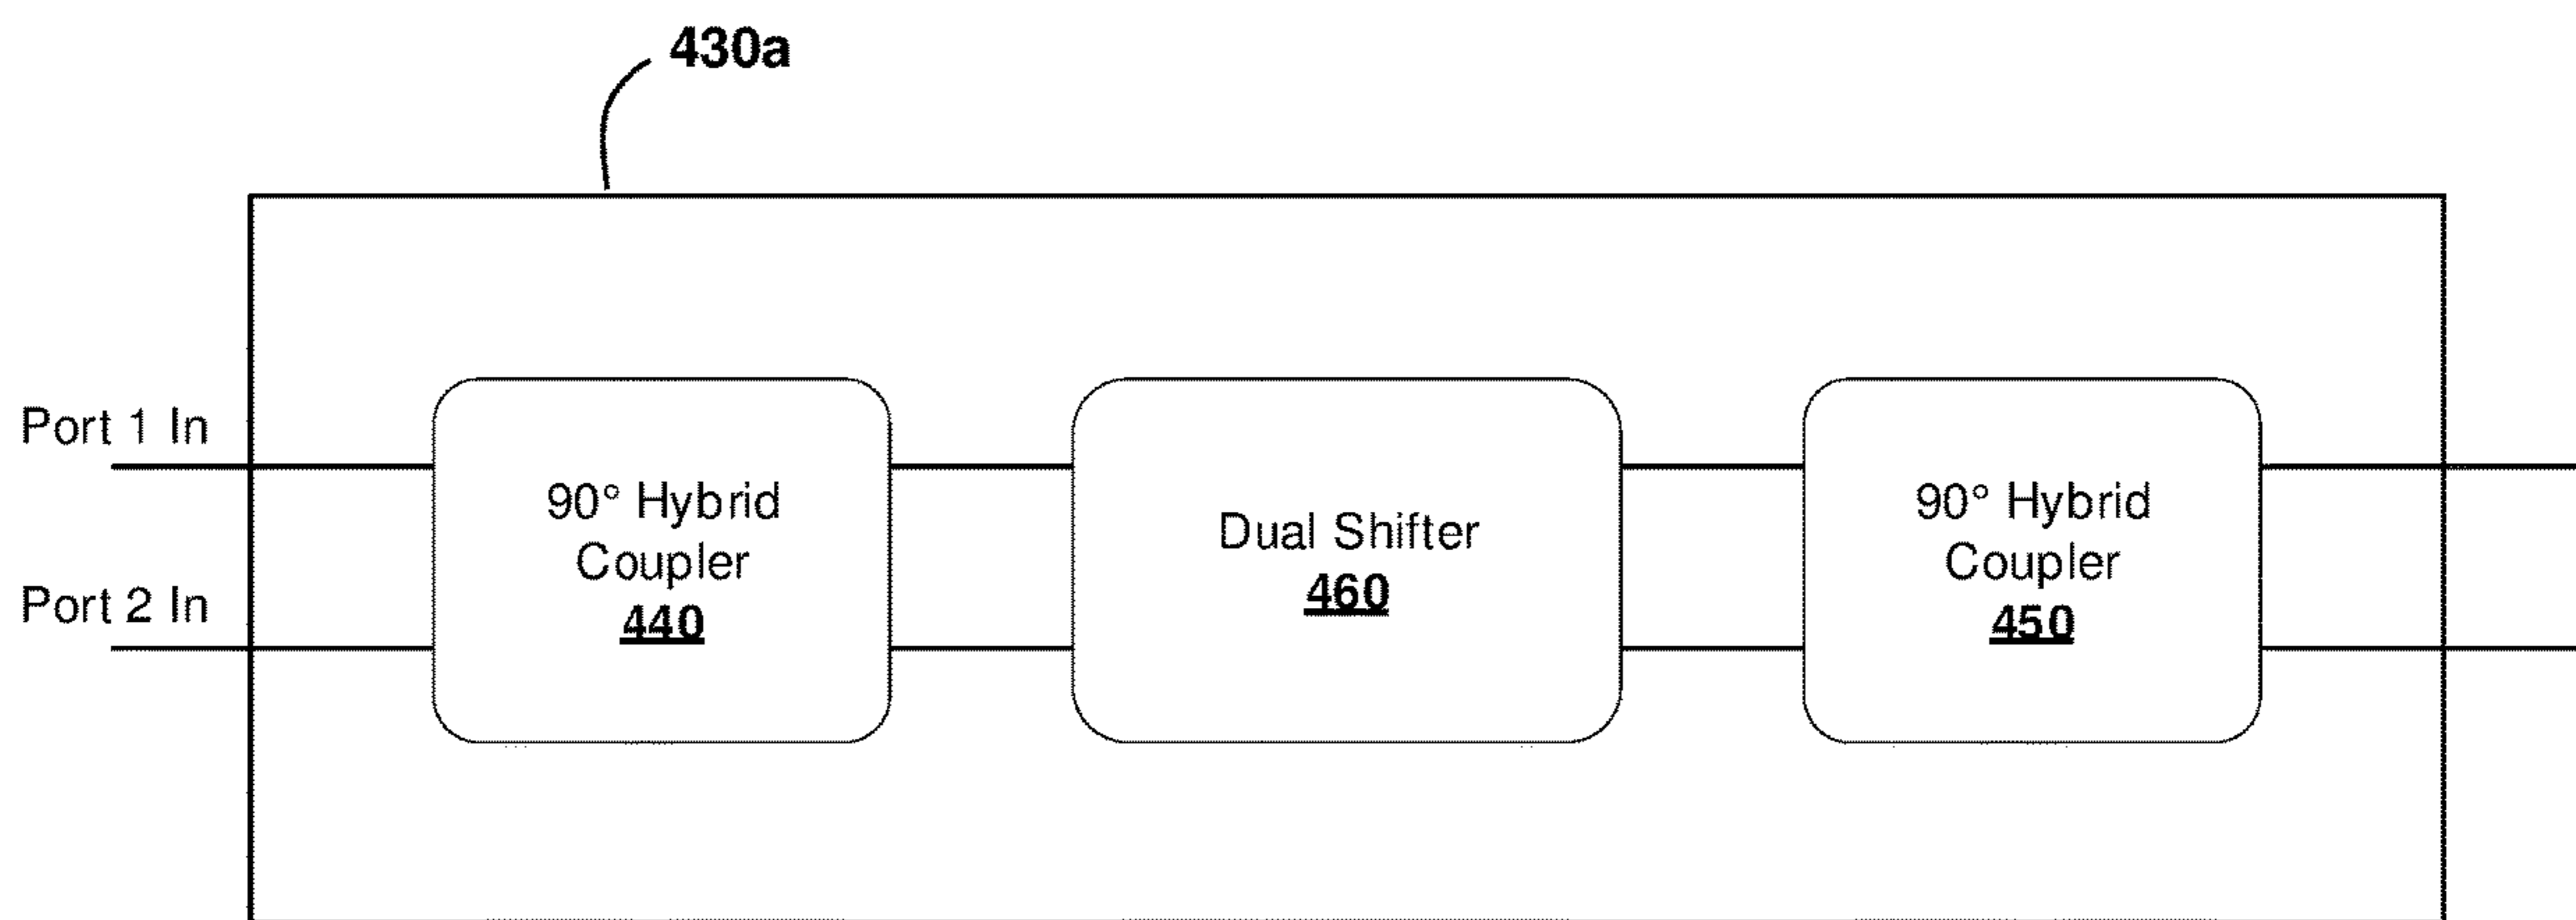 430a
Port 1 In
Port 2 In
90° Hybrid
Coupler
440
Dual Shifter
460
90° Hybrid
Coupler
450